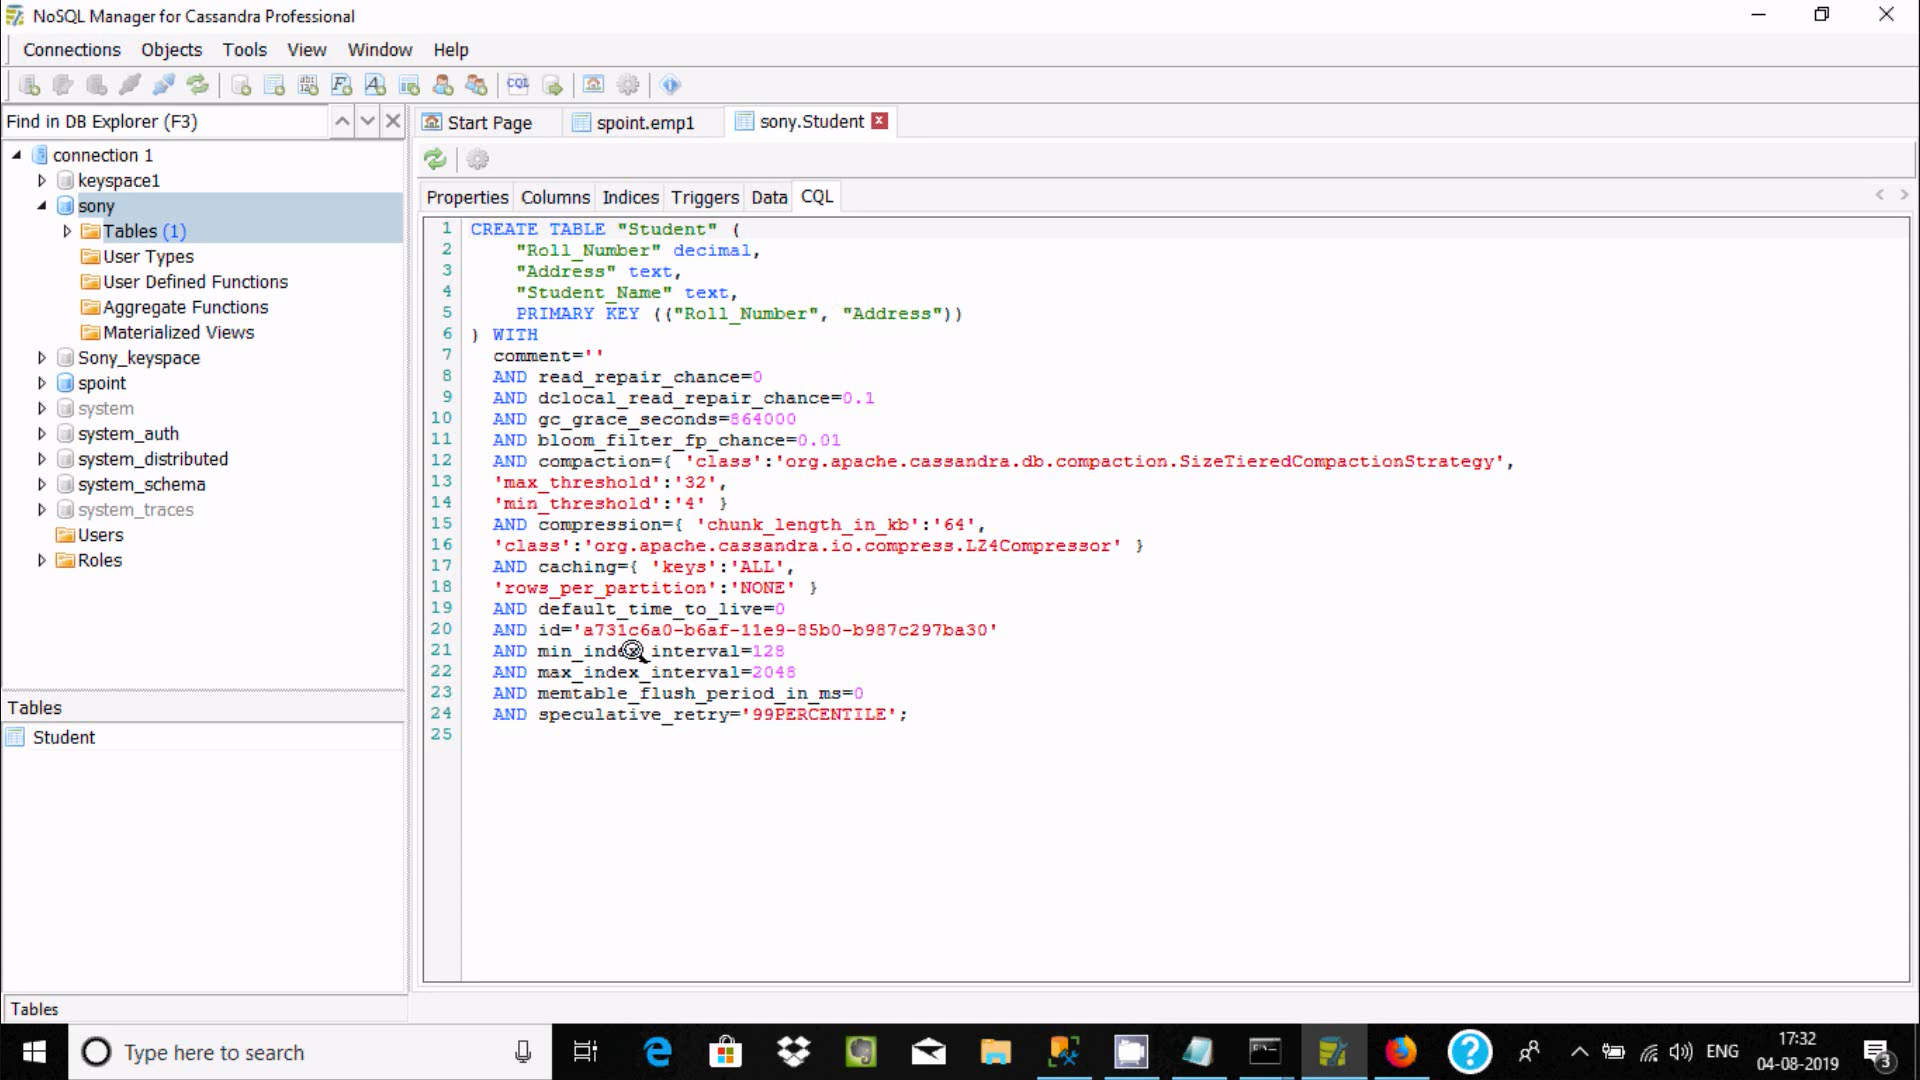 NoSQL Manager for Cassandra Professional
Connections Objects Tools View Window Help
CQL
Find in DB Explorer (F3)
connection 1
keyspace1
sony
Tables (1)
User Types
User Defined Functions
Aggregate Functions
Materialized Views
Sony_keyspace
spoint
system
system_auth
system_distributed
system_schema
system_traces
Users
Roles
Tables
Student
Tables
Start Page spoint.emp1 sony.Student
Properties Columns Indices Triggers Data CQL
1 CREATE TABLE "Student" (
2 "Roll_Number" decimal,
3 "Address" text,
4 "Student_Name" text,
5 PRIMARY KEY (("Roll_Number", "Address"))
6 ) WITH
7 comment=''
8 AND read_repair_chance=0
9 AND dclocal_read_repair_chance=0.1
10 AND gc_grace_seconds=864000
11 AND bloom_filter_fp_chance=0.01
12 AND compaction={ 'class':'org.apache.cassandra.db.compaction.SizeTieredCompactionStrategy',
13 'max_threshold':'32',
14 'min_threshold':'4' }
15 AND compression={ 'chunk_length_in_kb':'64',
16 'class':'org.apache.cassandra.io.compress.LZ4Compressor' }
17 AND caching={ 'keys':'ALL',
18 'rows_per_partition':'NONE' }
19 AND default_time_to_live=0
20 AND id='a731c6a0-b6af-11e9-85b0-b987c297ba30'
21 AND min_index_interval=128
22 AND max_index_interval=2048
23 AND memtable_flush_period_in_ms=0
24 AND speculative_retry='99PERCENTILE';
25
Type here to search
ENG
17:32
04-08-2019
3